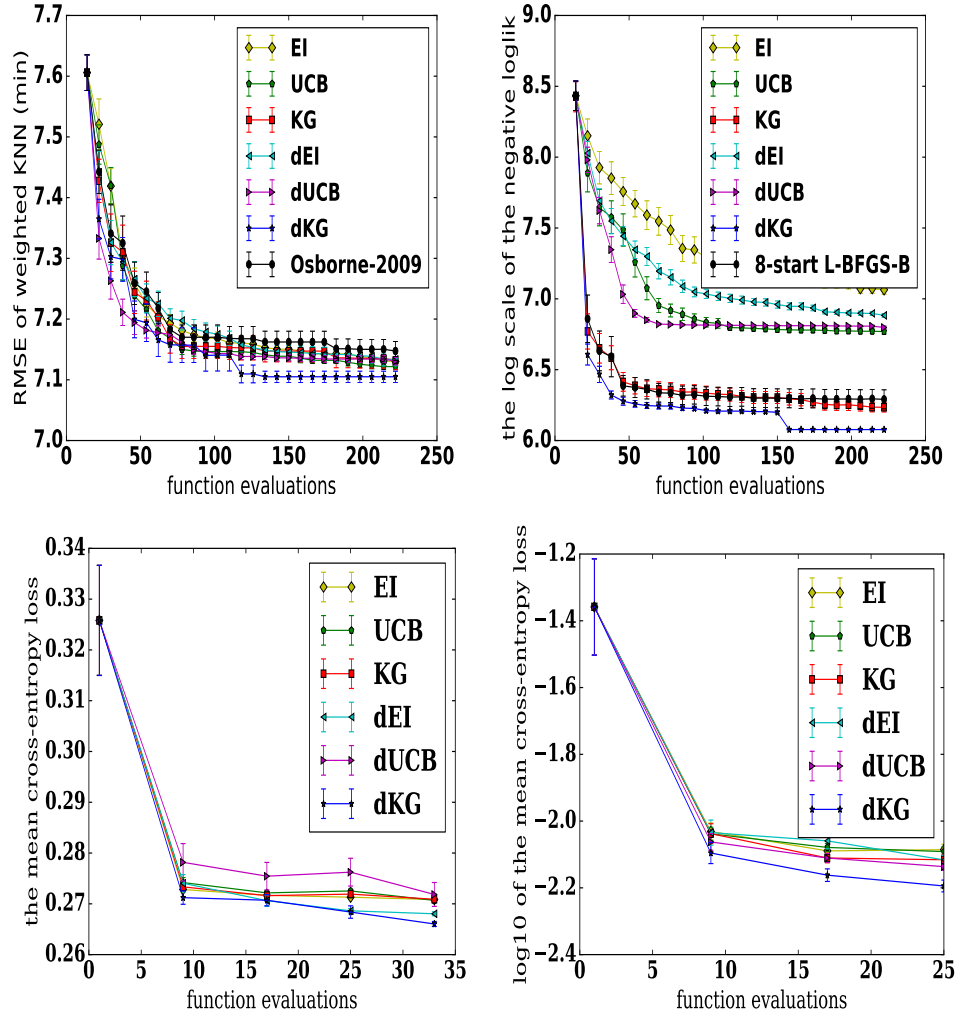 RMSE of weighted KNN (min)
7.7
7.6
7.5
7.4
7.3
7.2
7.1
7.0
0 50 100 150 200 250
function evaluations
EI
UCB
KG
dEI
dUCB
dKG
Osborne-2009
the log scale of the negative loglik
9.0
8.5
8.0
7.5
7.0
6.5
6.0
0 50 100 150 200 250
function evaluations
EI
UCB
KG
dEI
dUCB
dKG
8-start L-BFGS-B
the mean cross-entropy loss
0.34
0.33
0.32
0.31
0.30
0.29
0.28
0.27
0.26
0 5 10 15 20 25 30 35
function evaluations
EI
UCB
KG
dEI
dUCB
dKG
log10 of the mean cross-entropy loss
−1.2
−1.4
−1.6
−1.8
−2.0
−2.2
−2.4
0 5 10 15 20 25
function evaluations
EI
UCB
KG
dEI
dUCB
dKG